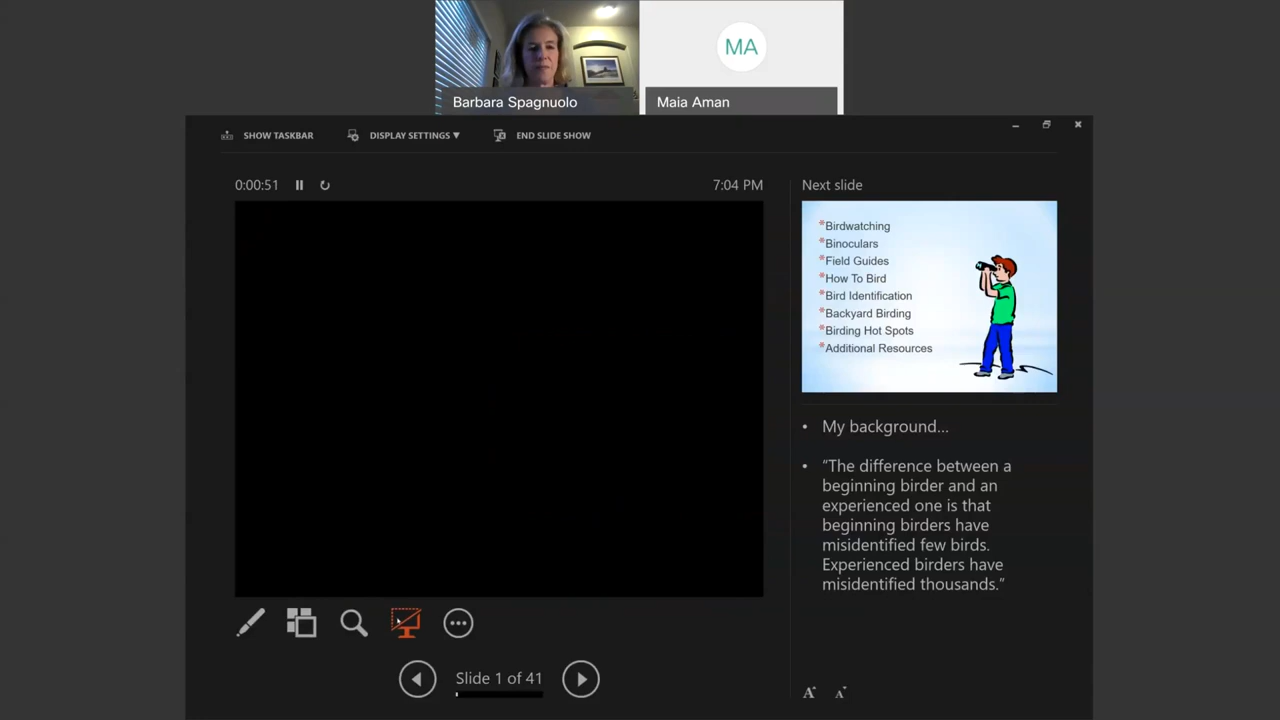 MA
Barbara Spagnuolo
Maia Aman
SHOW TASKBAR
DISPLAY SETTINGS ▼
END SLIDE SHOW
0:00:51
7:04 PM
Next slide
*Birdwatching
*Binoculars
*Field Guides
*How To Bird
*Bird Identification
*Backyard Birding
*Birding Hot Spots
*Additional Resources
• My background...
• “The difference between a
beginning birder and an
experienced one is that
beginning birders have
misidentified few birds.
Experienced birders have
misidentified thousands.”
Slide 1 of 41
A A